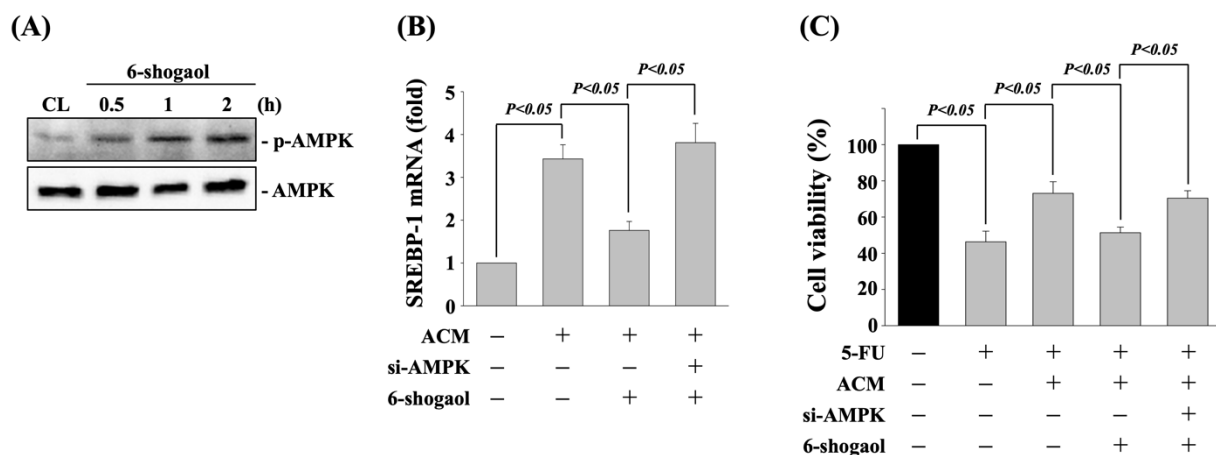 (A)
6-shogaol
CL 0.5 1 2 (h)
- p-AMPK
- AMPK
(B)
SREBP-1 mRNA (fold)
5
4
3
2
1
0
P<0.05
P<0.05
P<0.05
ACM – + + +
si-AMPK – – – +
6-shogaol – – + +
(C)
Cell viability (%)
100
80
60
40
20
0
P<0.05
P<0.05
P<0.05
P<0.05
5-FU – + + + +
ACM – – + + +
si-AMPK – – – – +
6-shogaol – – – + +